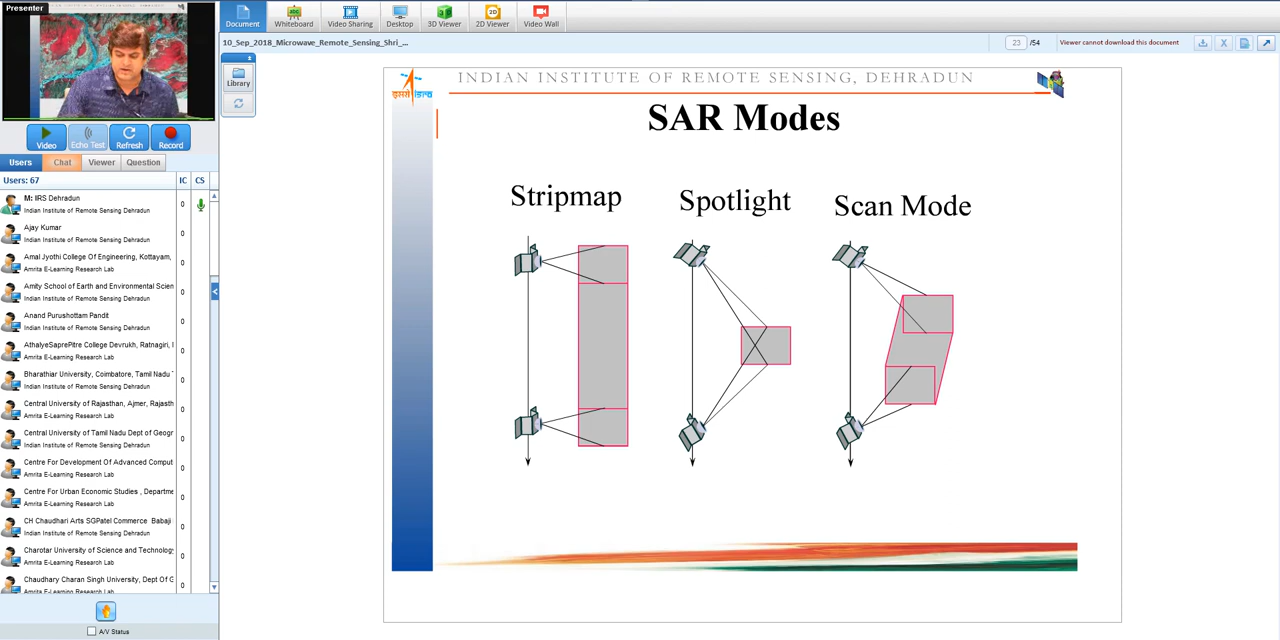 Presenter
Document
Whiteboard
Video Sharing
Desktop
3D Viewer
2D Viewer
Video Wall
10_Sep_2018_Microwave_Remote_Sensing_Shri_...
23 /54
Viewer cannot download this document
Library
Video
Echo Test
Refresh
Record
Users
Chat
Viewer
Question
Users: 67
IC
CS
M: IIRS Dehradun
Indian Institute of Remote Sensing Dehradun
0
Ajay Kumar
Indian Institute of Remote Sensing Dehradun
0
Amal Jyothi College Of Engineering, Kottayam,
Amrita E-Learning Research Lab
0
Amity School of Earth and Environmental Scien
Indian Institute of Remote Sensing Dehradun
0
Anand Purushottam Pandit
Indian Institute of Remote Sensing Dehradun
0
AthalyeSaprePitre College Devrukh, Ratnagiri,
Amrita E-Learning Research Lab
0
Bharathiar University, Coimbatore, Tamil Nadu
Indian Institute of Remote Sensing Dehradun
0
Central University of Rajasthan, Ajmer, Rajasth
Amrita E-Learning Research Lab
0
Central University of Tamil Nadu Dept of Geogr
Indian Institute of Remote Sensing Dehradun
0
Centre For Development Of Advanced Comput
Amrita E-Learning Research Lab
0
Centre For Urban Economic Studies , Departme
Amrita E-Learning Research Lab
0
CH Chaudhari Arts SGPatel Commerce Babaji
Indian Institute of Remote Sensing Dehradun
0
Charotar University of Science and Technology
Amrita E-Learning Research Lab
0
Chaudhary Charan Singh University, Dept Of G
Indian Institute of Remote Sensing Dehradun
0
A/V Status
इसरो isro
INDIAN INSTITUTE OF REMOTE SENSING, DEHRADUN
SAR Modes
Stripmap
Spotlight
Scan Mode